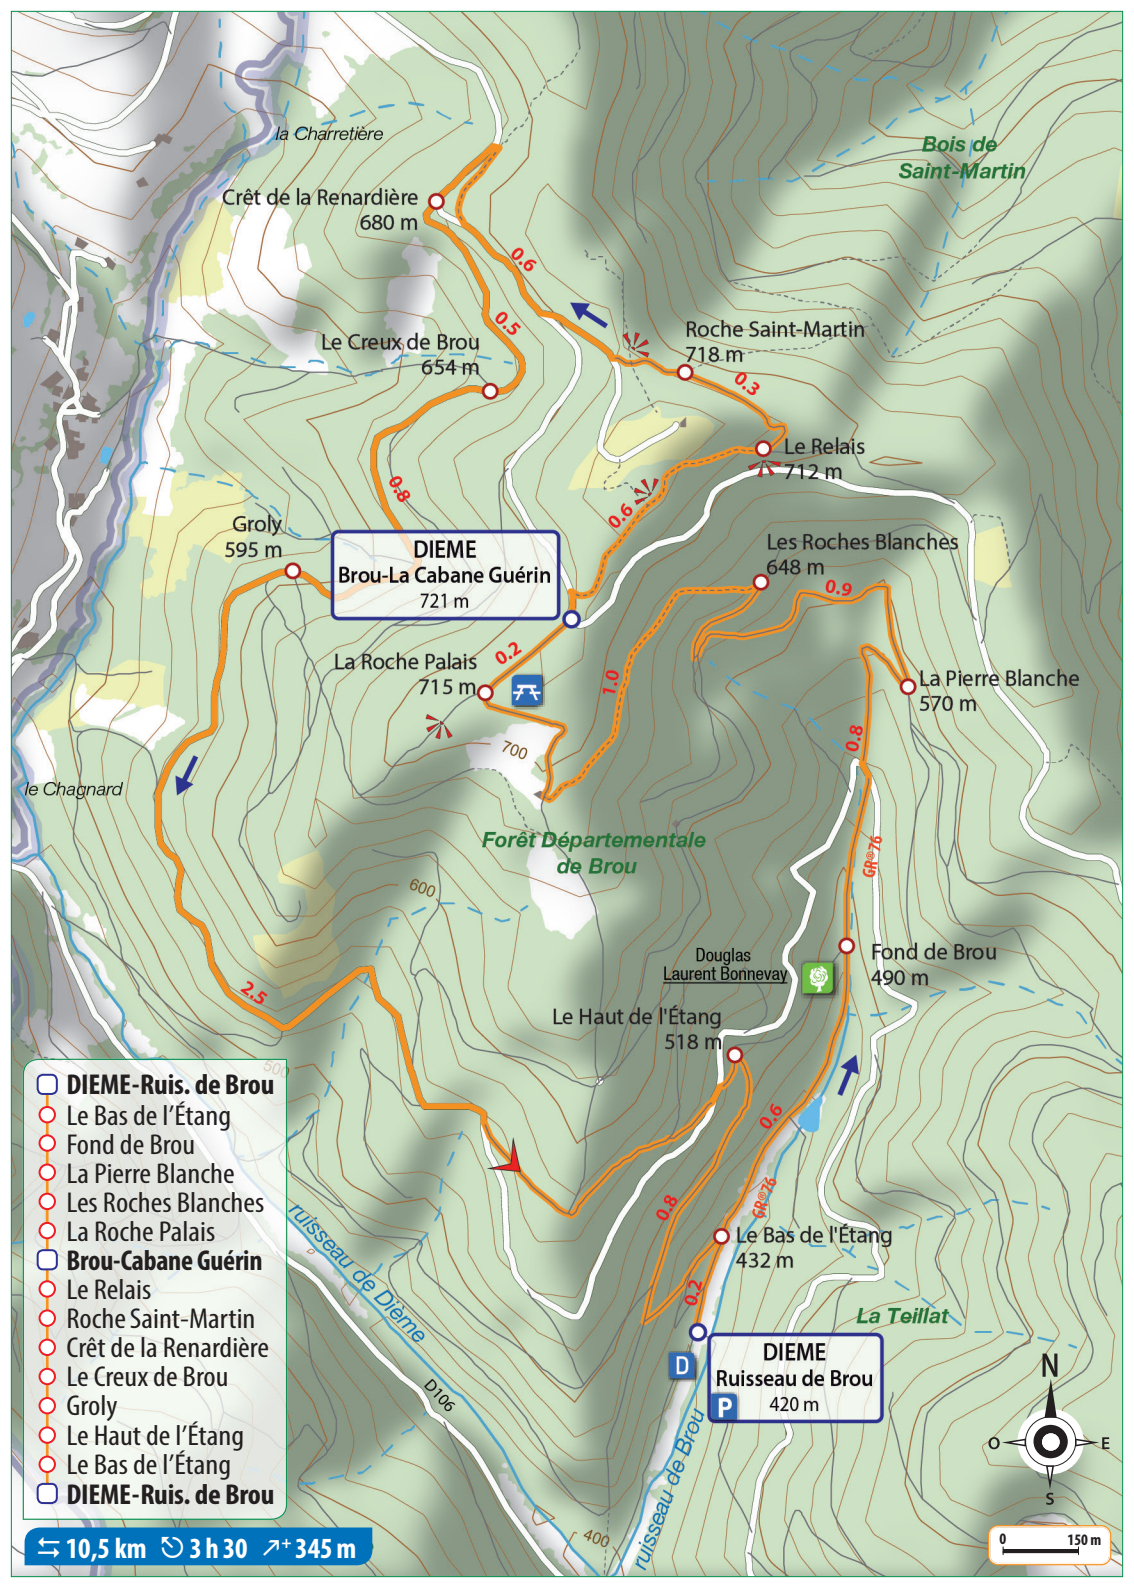 la Charretière
Bois de
Saint-Martin
Crêt de la Renardière
680 m
0.6
0.5
Roche Saint-Martin
718 m
Le Creux de Brou
654 m
0.3
Le Relais
712 m
0.8
0.6
Groly
595 m
DIEME
Brou-La Cabane Guérin
721 m
Les Roches Blanches
648 m
0.9
0.2
La Roche Palais
715 m
1.0
La Pierre Blanche
570 m
700
0.8
le Chagnard
Forêt Départementale
de Brou
GR®76
600
Douglas
Laurent Bonnevay
Fond de Brou
490 m
2.5
Le Haut de l'Étang
518 m
500
0.6
0.8
GR®76
Le Bas de l'Étang
432 m
0.2
ruisseau de Dième
La Teillat
D106
D
DIEME
Ruisseau de Brou
420 m
P
ruisseau de Brou
400
DIEME-Ruis. de Brou
Le Bas de l'Étang
Fond de Brou
La Pierre Blanche
Les Roches Blanches
La Roche Palais
Brou-Cabane Guérin
Le Relais
Roche Saint-Martin
Crêt de la Renardière
Le Creux de Brou
Groly
Le Haut de l'Étang
Le Bas de l'Étang
DIEME-Ruis. de Brou
10,5 km 3 h 30 + 345 m
N
O E
S
0 150 m